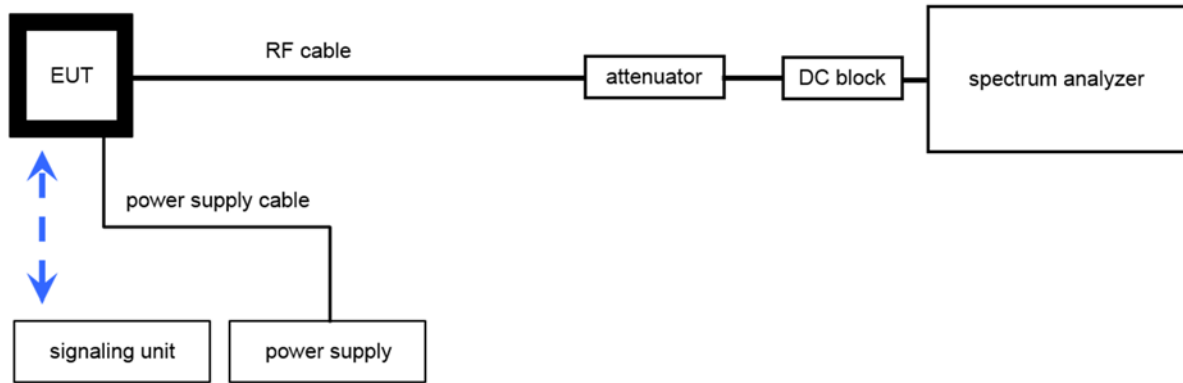 EUT
RF cable
attenuator
DC block
spectrum analyzer
power supply cable
signaling unit
power supply